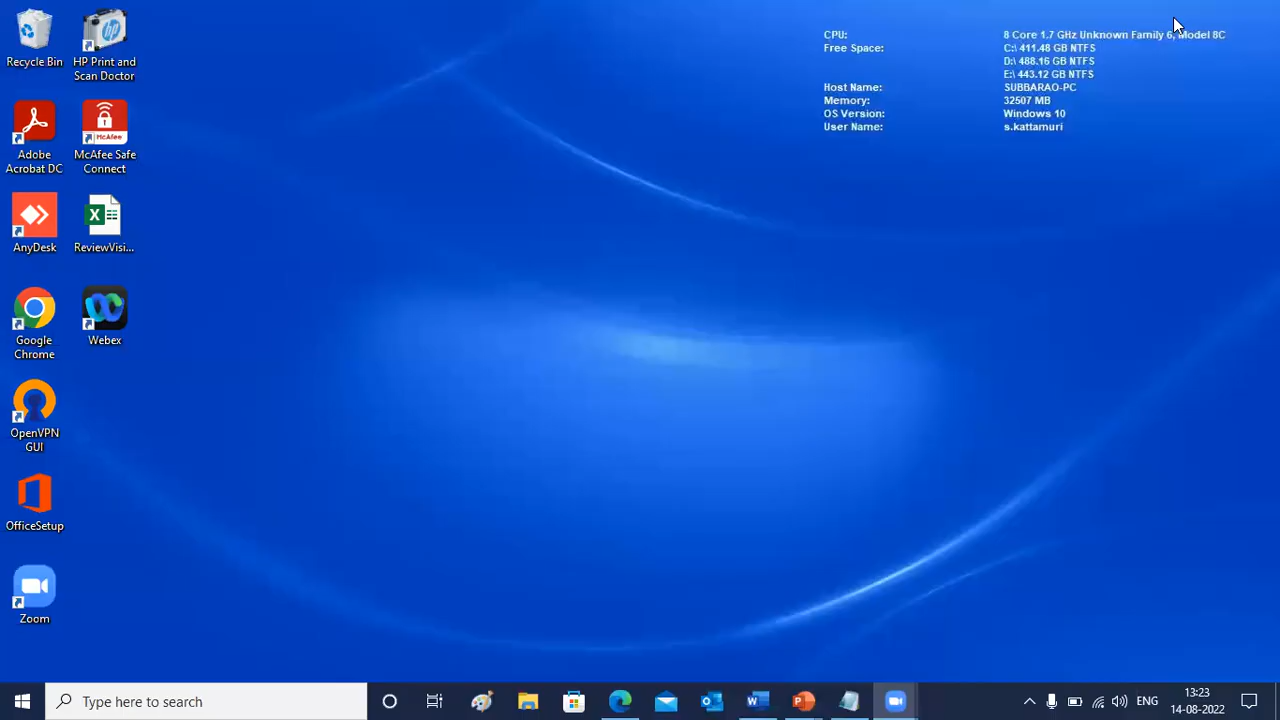 Recycle Bin
HP Print and
Scan Doctor
Adobe
Acrobat DC
McAfee
McAfee Safe
Connect
AnyDesk
X
ReviewVisi...
Google
Chrome
Webex
OpenVPN
GUI
OfficeSetup
Zoom
CPU: 8 Core 1.7 GHz Unknown Family 6, Model 8C
Free Space: C:\ 411.48 GB NTFS
D:\ 488.16 GB NTFS
E:\ 443.12 GB NTFS
Host Name: SUBBARAO-PC
Memory: 32507 MB
OS Version: Windows 10
User Name: s.kattamuri
Type here to search
ENG
13:23
14-08-2022